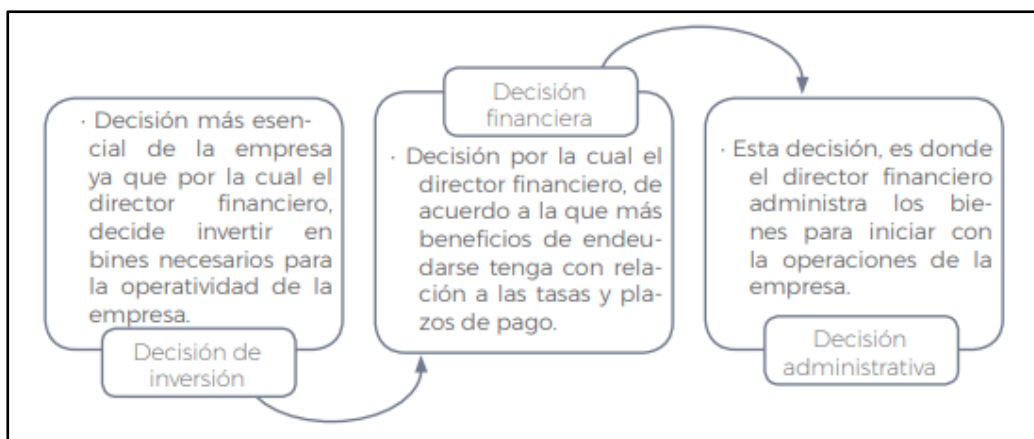 · Decisión más esen-
cial de la empresa
ya que por la cual el
director financiero,
decide invertir en
bines necesarios para
la operatividad de la
empresa.
Decisión de
inversión
Decisión
financiera
· Decisión por la cual el
director financiero, de
acuerdo a la que más
beneficios de endeu-
darse tenga con rela-
ción a las tasas y pla-
zos de pago.
· Esta decisión, es donde
el director financiero
administra los bie-
nes para iniciar con
la operaciones de la
empresa.
Decisión
administrativa